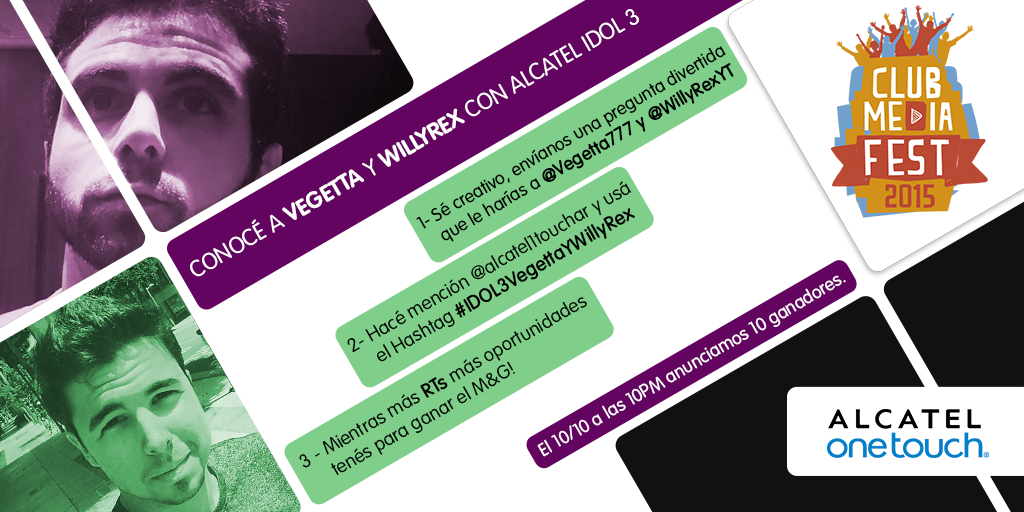 CONOCÉ A VEGETTA Y WILLYREX CON ALCATEL IDOL 3
1- Sé creativo , envíanos una pregunta divertida
que le harías a @Vegetta777 y @WillyRexYT
2- Hacé mención @alcatel1touchar y usá
el Hashtag #IDOL3VegettaYWillyRex
3 - Mientras más RTs más oportunidades
tenés para ganar el M&G!
El 10/10 a las 10PM anunciamos 10 ganadores.
CLUB
MEDIA
FEST
2015
ALCATEL
onetouch®